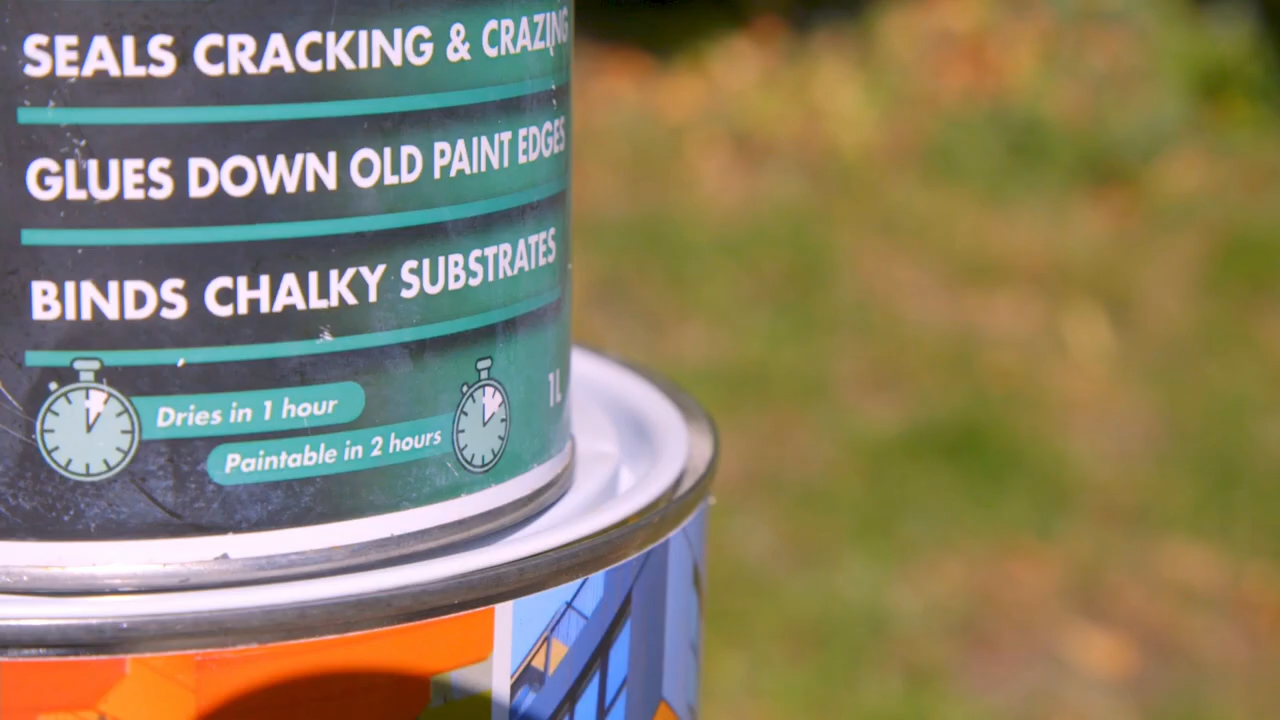 SEALS CRACKING & CRAZING
GLUES DOWN OLD PAINT EDGES
BINDS CHALKY SUBSTRATES
Dries in 1 hour
Paintable in 2 hours
1L